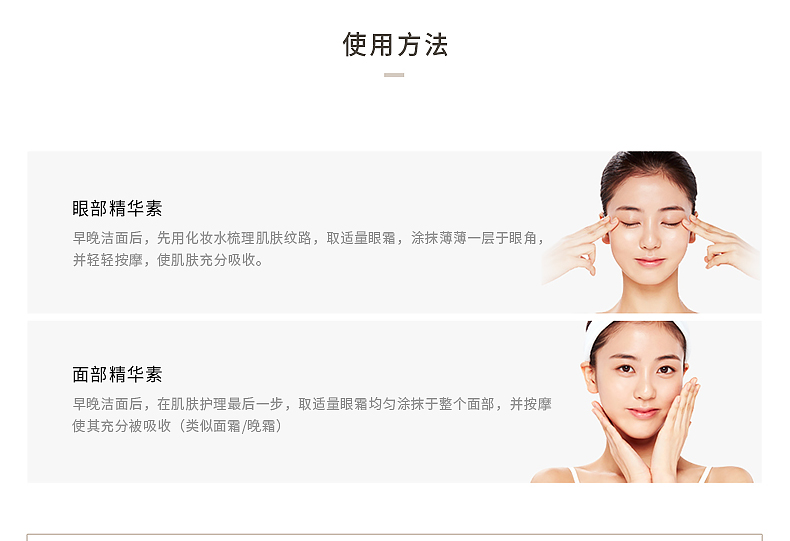 使用方法
眼部精华素
早晚洁面后，先用化妆水梳理肌肤纹路，取适量眼霜，涂抹薄薄一层于眼角，
并轻轻按摩，使肌肤充分吸收。
面部精华素
早晚洁面后，在肌肤护理最后一步，取适量眼霜均匀涂抹于整个面部，并按摩
使其充分被吸收（类似面霜/晚霜）